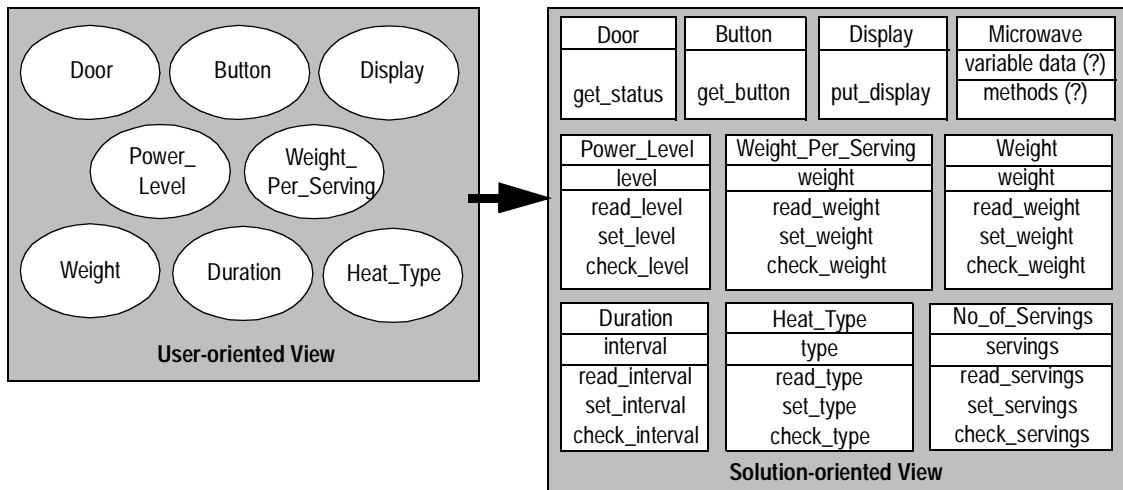 Door
Button
Display
Power_
Level
Weight_
Per_Serving
Weight
Duration
Heat_Type
User-oriented View
Door
get_status
Button
get_button
Display
put_display
Microwave
variable data (?)
methods (?)
Power_Level
level
read_level
set_level
check_level
Weight_Per_Serving
weight
read_weight
set_weight
check_weight
Weight
weight
read_weight
set_weight
check_weight
Duration
interval
read_interval
set_interval
check_interval
Heat_Type
type
read_type
set_type
check_type
No_of_Servings
servings
read_servings
set_servings
check_servings
Solution-oriented View